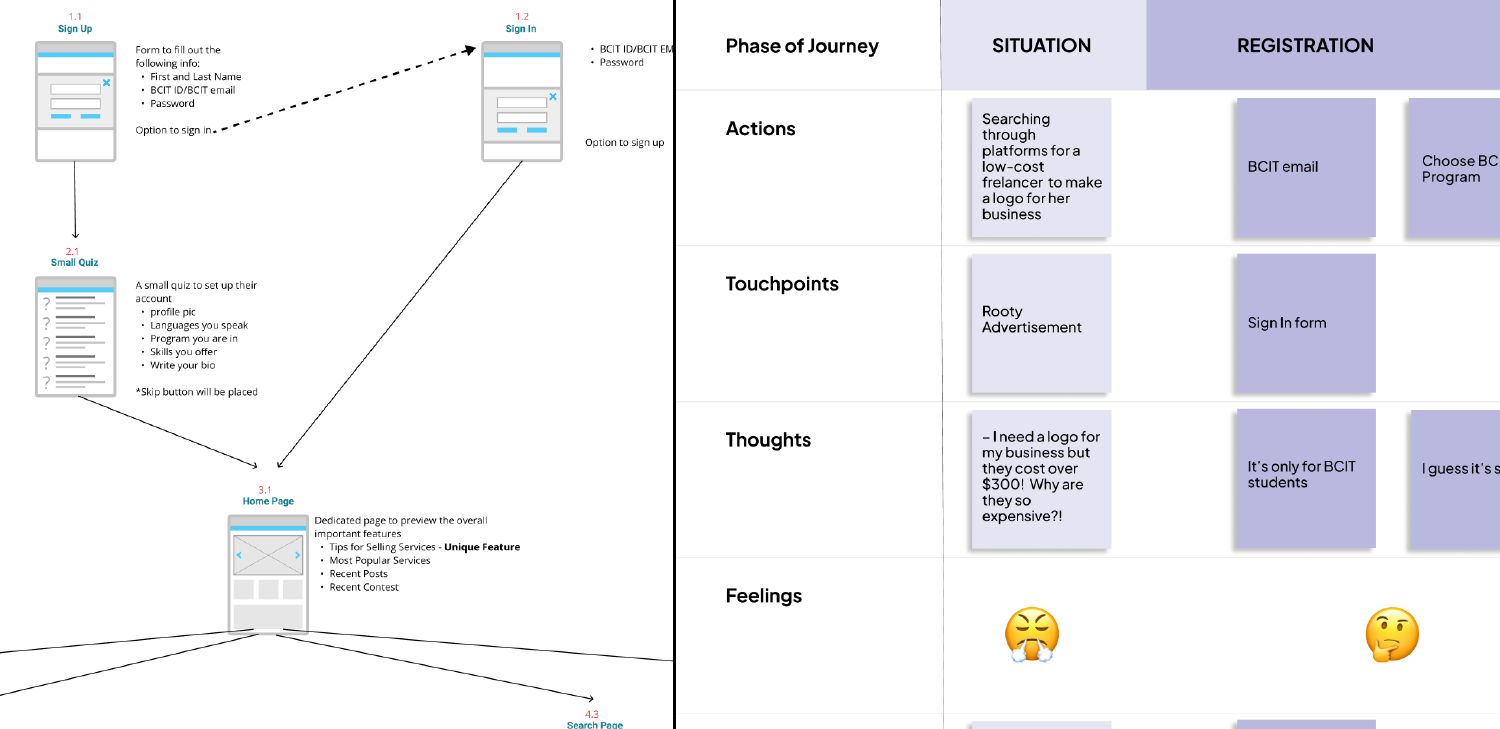 1.1
Sign Up
Form to fill out the
following info:
• First and Last Name
• BCIT ID/BCIT email
• Password
Option to sign in
1.2
Sign In
• BCIT ID/BCIT EM
• Password
Option to sign up
2.1
Small Quiz
A small quiz to set up their
account
• profile pic
• Languages you speak
• Program you are in
• Skills you offer
• Write your bio
*Skip button will be placed
3.1
Home Page
Dedicated page to preview the overall
important features
• Tips for Selling Services - Unique Feature
• Most Popular Services
• Recent Posts
• Recent Contest
4.3
Search Page
Phase of Journey
SITUATION
REGISTRATION
Actions
Searching
through
platforms for a
low-cost
frelancer to make
a logo for her
business
BCIT email
Choose BC
Program
Touchpoints
Rooty
Advertisement
Sign In form
Thoughts
– I need a logo for
my business but
they cost over
$300! Why are
they so
expensive?!
It's only for BCIT
students
I guess it's s
Feelings